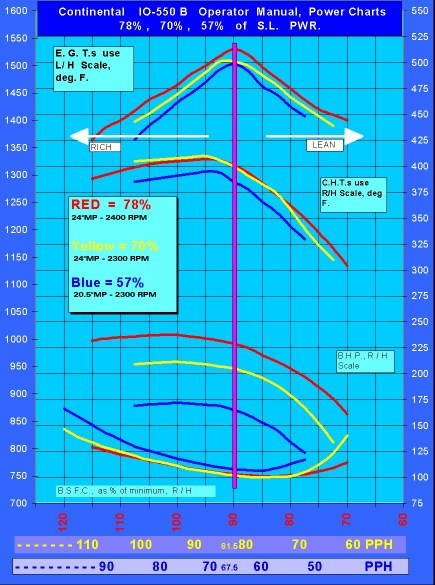 Continental IO-550 B Operator Manual, Power Charts
78% , 70% , 57% of S.L. PWR.
1600
1550
1500
1450
1400
1350
1300
1250
1200
1150
1100
1050
1000
950
900
850
800
750
700
550
525
500
475
450
425
400
375
350
325
300
275
250
225
200
175
150
125
100
75
E.G.T.s use
L/H Scale,
deg. F.
RICH
LEAN
C.H.T.s use
R/H Scale, deg
F.
RED = 78%
24"MP - 2400 RPM
Yellow = 70%
24"MP - 2300 RPM
Blue = 57%
20.5"MP - 2300 RPM
B.H.P., R / H
Scale
B.S.F.C., as % of minimum, R / H
120 110 100 90 80 70 60
- - - - - - - - 110 100 90 81.5 80 70 60 PPH
- - - - - - - - - - 90 80 70 67.5 60 50 PPH